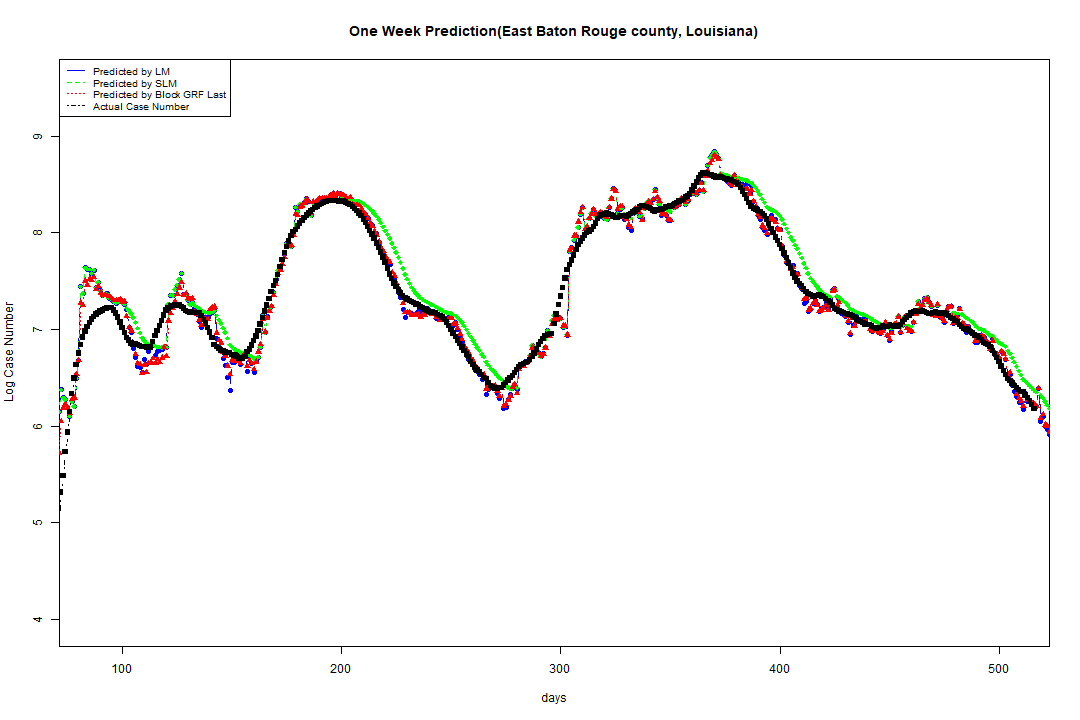 One Week Prediction(East Baton Rouge county, Louisiana)
Predicted by LM
Predicted by SLM
Predicted by Block GRF Last
Actual Case Number
9
8
7
6
5
4
Log Case Number
100 200 300 400 500
days